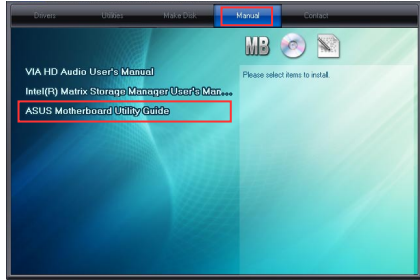 Drivers Utilities Make Disk Manual Contact
MB
VIA HD Audio User's Manual
Please select items to install.
Intel(R) Matrix Storage Manager User's Man...
ASUS Motherboard Utility Guide